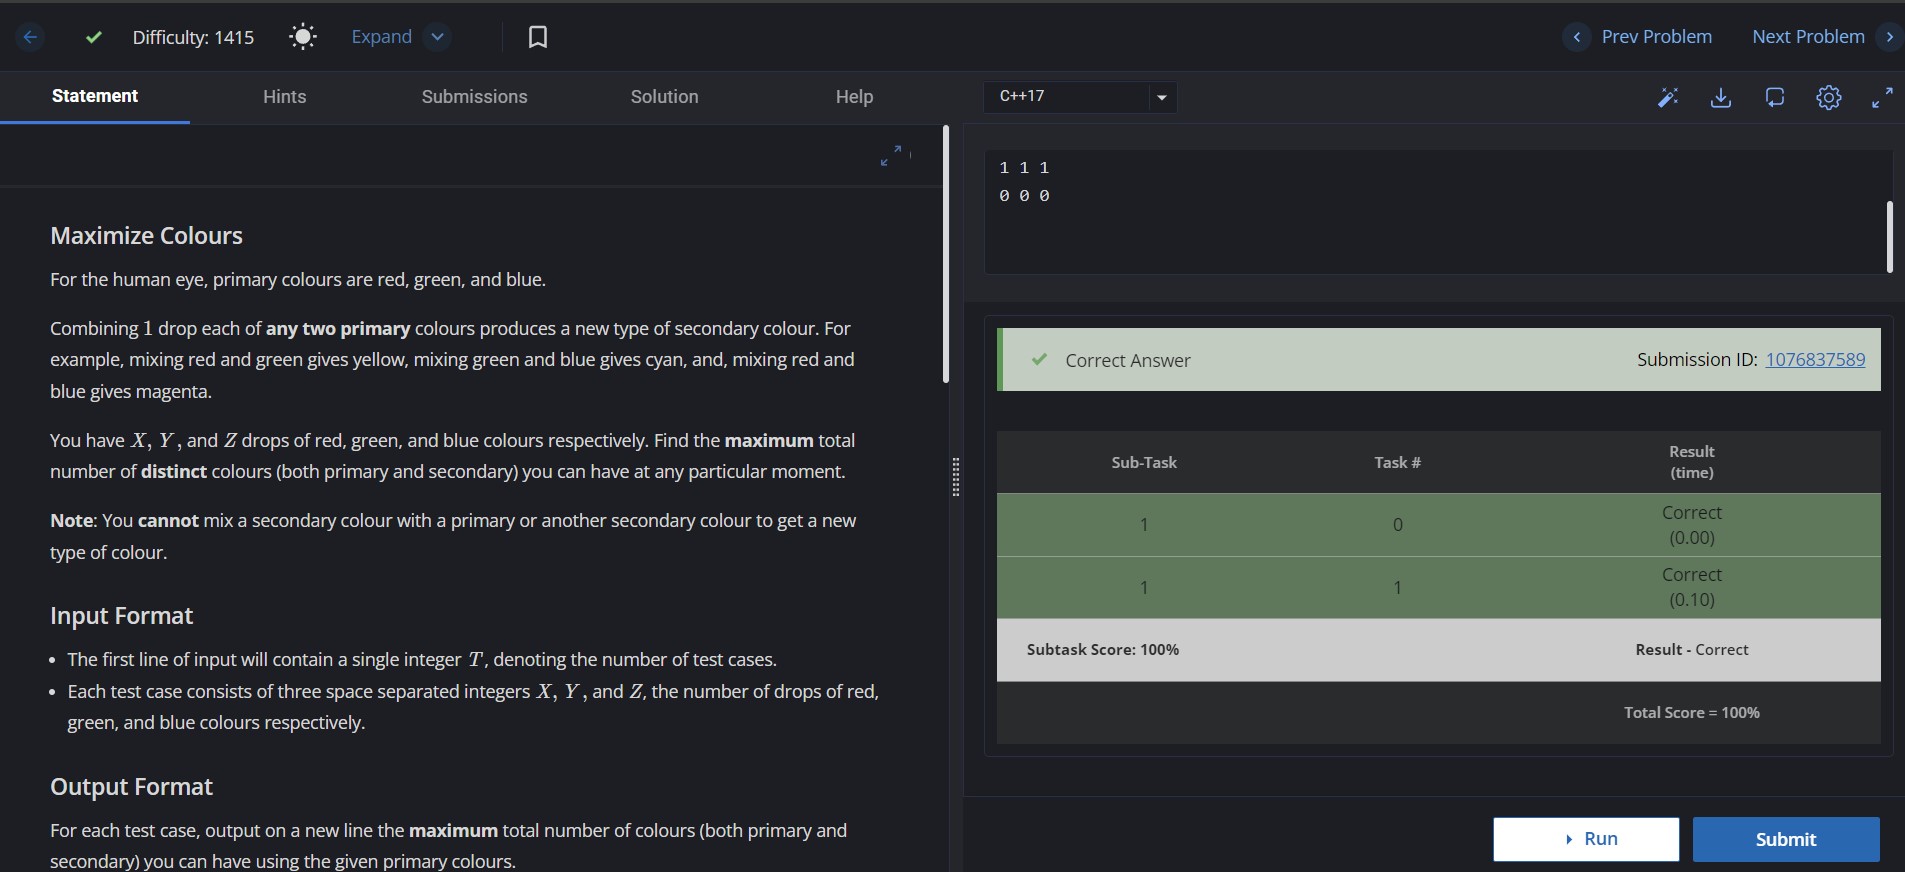 Difficulty: 1415
Expand
Prev Problem
Next Problem
Statement
Hints
Submissions
Solution
Help
C++17
Maximize Colours
For the human eye, primary colours are red, green, and blue.
Combining 1 drop each of any two primary colours produces a new type of secondary colour. For
example, mixing red and green gives yellow, mixing green and blue gives cyan, and, mixing red and
blue gives magenta.
You have X, Y, and Z drops of red, green, and blue colours respectively. Find the maximum total
number of distinct colours (both primary and secondary) you can have at any particular moment.
Note: You cannot mix a secondary colour with a primary or another secondary colour to get a new
type of colour.
Input Format
• The first line of input will contain a single integer T, denoting the number of test cases.
• Each test case consists of three space separated integers X, Y, and Z, the number of drops of red,
green, and blue colours respectively.
Output Format
For each test case, output on a new line the maximum total number of colours (both primary and
secondary) you can have using the given primary colours.
1 1 1
0 0 0
Correct Answer
Submission ID: 1076837589
Sub-Task
Task #
Result
(time)
1
0
Correct
(0.00)
1
1
Correct
(0.10)
Subtask Score: 100%
Result - Correct
Total Score = 100%
Run
Submit